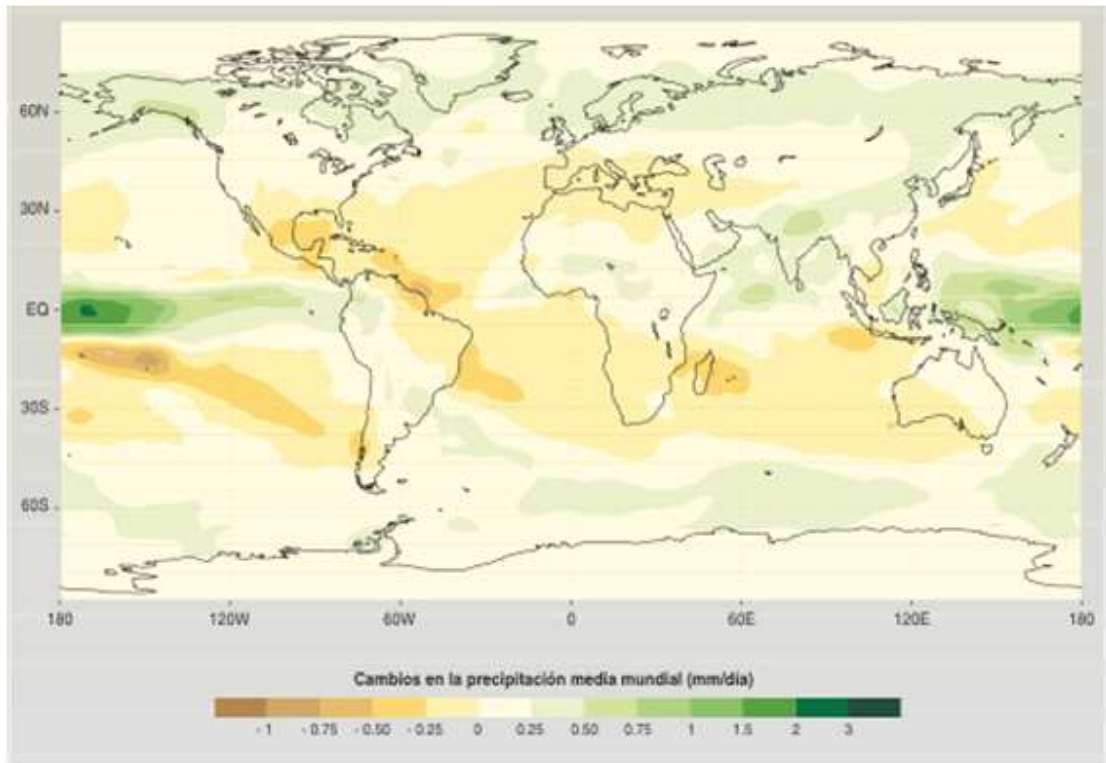 60N
30N
EQ
30S
60S
180 120W 60W 0 60E 120E 180
Cambios en la precipitación media mundial (mm/día)
- 1 - 0.75 - 0.50 - 0.25 0 0.25 0.50 0.75 1 1.5 2 3